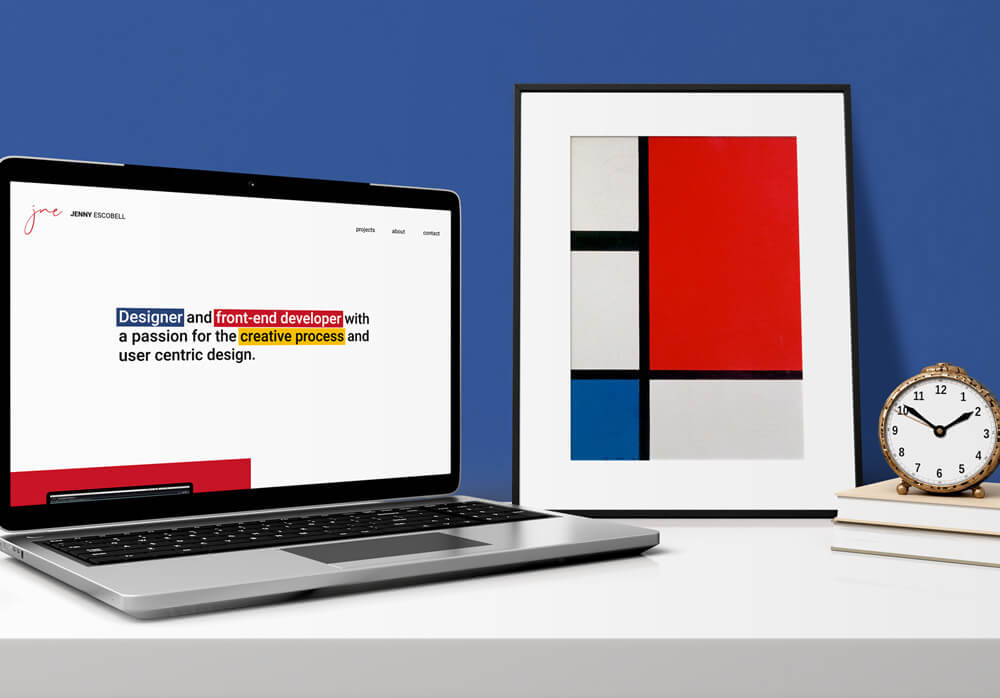 jne JENNY ESCOBELL
projects about contact
Designer and front-end developer with
a passion for the creative process and
user centric design.
12
11 1
10 2
9 3
8 4
7 5
6